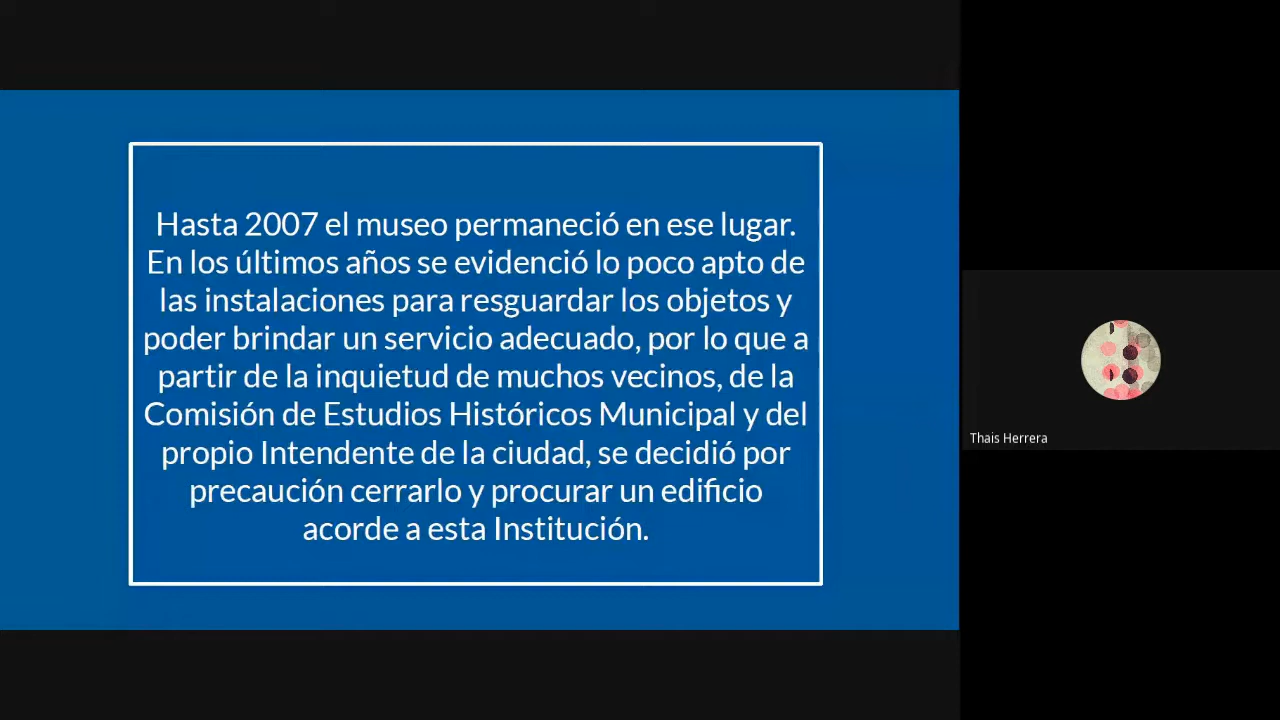 Hasta 2007 el museo permaneció en ese lugar.
En los últimos años se evidenció lo poco apto de
las instalaciones para resguardar los objetos y
poder brindar un servicio adecuado, por lo que a
partir de la inquietud de muchos vecinos, de la
Comisión de Estudios Históricos Municipal y del
propio Intendente de la ciudad, se decidió por
precaución cerrarlo y procurar un edificio
acorde a esta Institución.
Thais Herrera